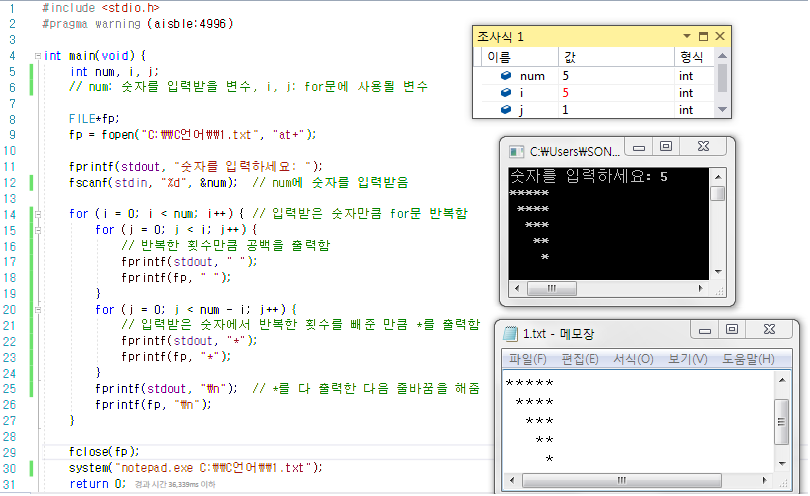 1 #include <stdio.h>
2 #pragma warning (aisble:4996)
3
4 int main(void) {
5 int num, i, j;
6 // num: 숫자를 입력받을 변수, i, j: for문에 사용될 변수
7
8 FILE*fp;
9 fp = fopen("C:₩₩C언어₩₩1.txt", "at+");
10
11 fprintf(stdout, "숫자를 입력하세요: ");
12 fscanf(stdin, "%d", &num); // num에 숫자를 입력받음
13
14 for (i = 0; i < num; i++) { // 입력받은 숫자만큼 for문 반복함
15 for (j = 0; j < i; j++) {
16 // 반복한 횟수만큼 공백을 출력함
17 fprintf(stdout, " ");
18 fprintf(fp, " ");
19 }
20 for (j = 0; j < num - i; j++) {
21 // 입력받은 숫자에서 반복한 횟수를 빼준 만큼 *를 출력함
22 fprintf(stdout, "*");
23 fprintf(fp, "*");
24 }
25 fprintf(stdout, "₩n"); // *를 다 출력한 다음 줄바꿈을 해줌
26 fprintf(fp, "₩n");
27 }
28
29 fclose(fp);
30 system("notepad.exe C:₩₩C언어₩₩1.txt");
31 return 0; 경과 시간 36,339ms 이하
조사식 1
이름 값 형식
num 5 int
i 5 int
j 1 int
C:₩Users₩SON...
숫자를 입력하세요: 5
*****
 ****
  ***
   **
    *
1.txt - 메모장
파일(F) 편집(E) 서식(O) 보기(V) 도움말(H)
*****
 ****
  ***
   **
    *